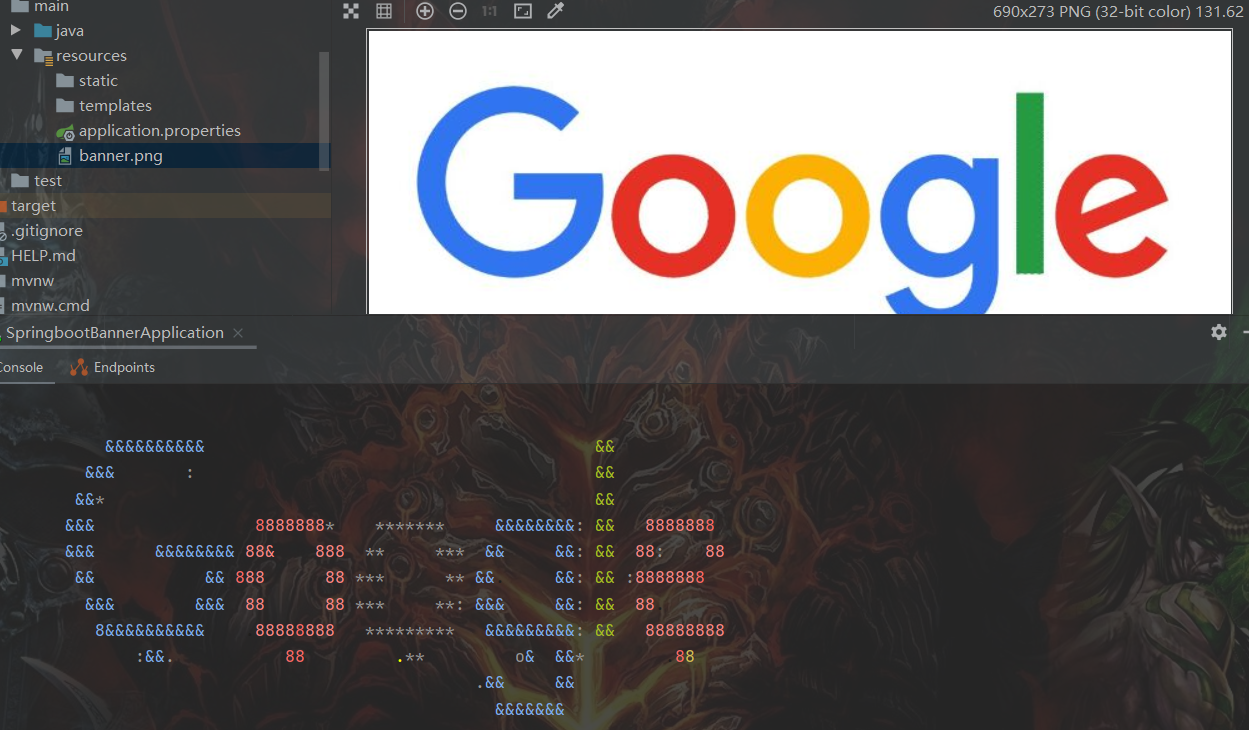 main
690x273 PNG (32-bit color) 131.62
java
resources
static
templates
application.properties
banner.png
test
target
.gitignore
HELP.md
mvnw
mvnw.cmd
1:1
Google
SpringbootBannerApplication
Console
Endpoints
&&&&&&&&&& &&
&&& : &&
&&* &&
&&& 8888888* ******* &&&&&&&&: && 8888888
&&& &&&&&&&& 88& 888 ** *** && &&: && 88: 88
&& && 888 88 *** ** && &&: && :8888888
&&& &&& 88 88 *** **: &&& &&: && 88
8&&&&&&&&&& 88888888 ********* &&&&&&&&&: && 88888888
:&&. 88 .** o& &&* 88
.&& &&
&&&&&&&